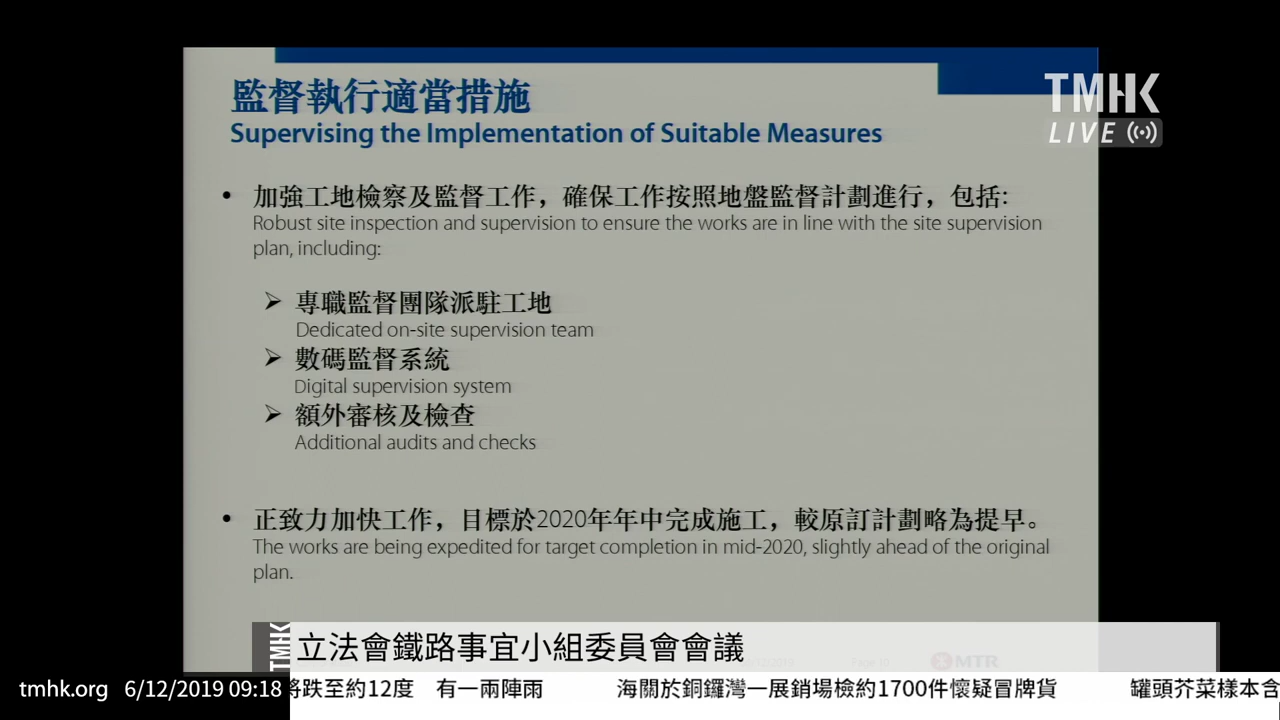 監督執行適當措施
Supervising the Implementation of Suitable Measures
TMHK
LIVE
• 加強工地檢察及監督工作，確保工作按照地盤監督計劃進行，包括:
Robust site inspection and supervision to ensure the works are in line with the site supervision
plan, including:
➢ 專職監督團隊派駐工地
Dedicated on-site supervision team
➢ 數碼監督系統
Digital supervision system
➢ 額外審核及檢查
Additional audits and checks
• 正致力加快工作，目標於2020年年中完成施工，較原訂計劃略為提早。
The works are being expedited for target completion in mid-2020, slightly ahead of the original
plan.
TMHK
立法會鐵路事宜小組委員會會議
MTR
tmhk.org 6/12/2019 09:18 將跌至約12度 有一兩陣雨 海關於銅鑼灣一展銷場檢約1700件懷疑冒牌貨 罐頭芥菜樣本含